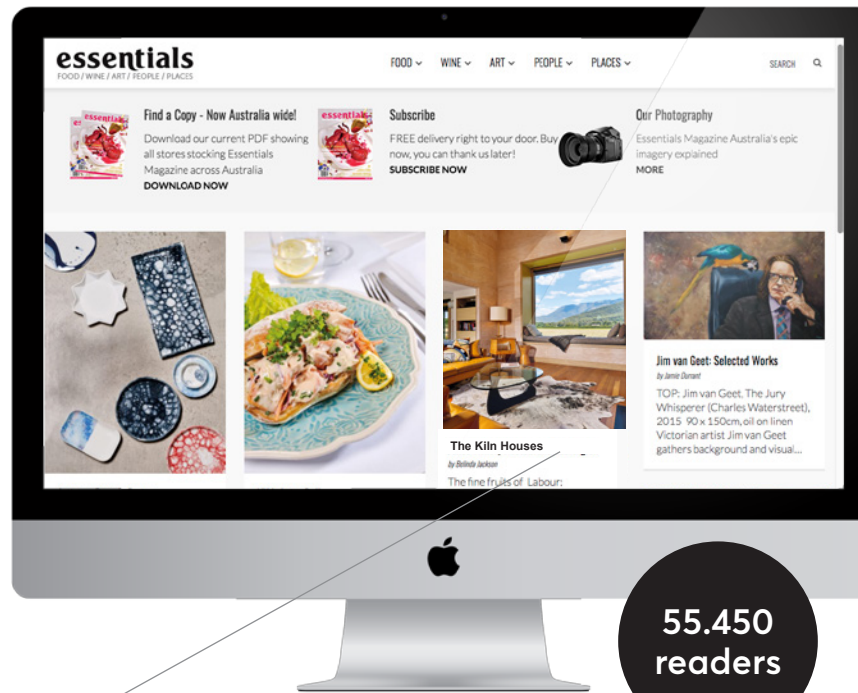 essentials
FOOD / WINE / ART / PEOPLE / PLACES
FOOD
WINE
ART
PEOPLE
PLACES
SEARCH
Find a Copy - Now Australia wide!
Download our current PDF showing
all stores stocking Essentials
Magazine across Australia
DOWNLOAD NOW
essentials
Subscribe
FREE delivery right to your door. Buy
now, you can thank us later!
SUBSCRIBE NOW
essentials
Our Photography
Essentials Magazine Australia's epic
imagery explained
MORE
The Kiln Houses
by Belinda Jackson
The fine fruits of Labour:
Jim van Geet: Selected Works
by Jamie Durrant
TOP: Jim van Geet, The Jury
Whisperer (Charles Waterstreet),
2015 90 x 150cm, oil on linen
Victorian artist Jim van Geet
gathers background and visual...
55.450
readers